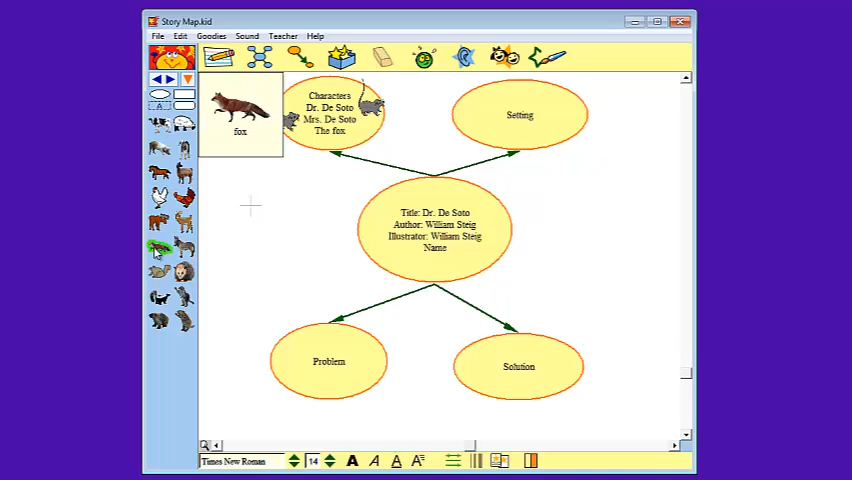 Story Map.kid
File Edit Goodies Sound Teacher Help
fox
Characters
Dr. De Soto
Mrs. De Soto
The fox
Setting
Title: Dr. De Soto
Author: William Steig
Illustrator: William Steig
Name
Problem
Solution
A
Times New Roman 14 A A A A